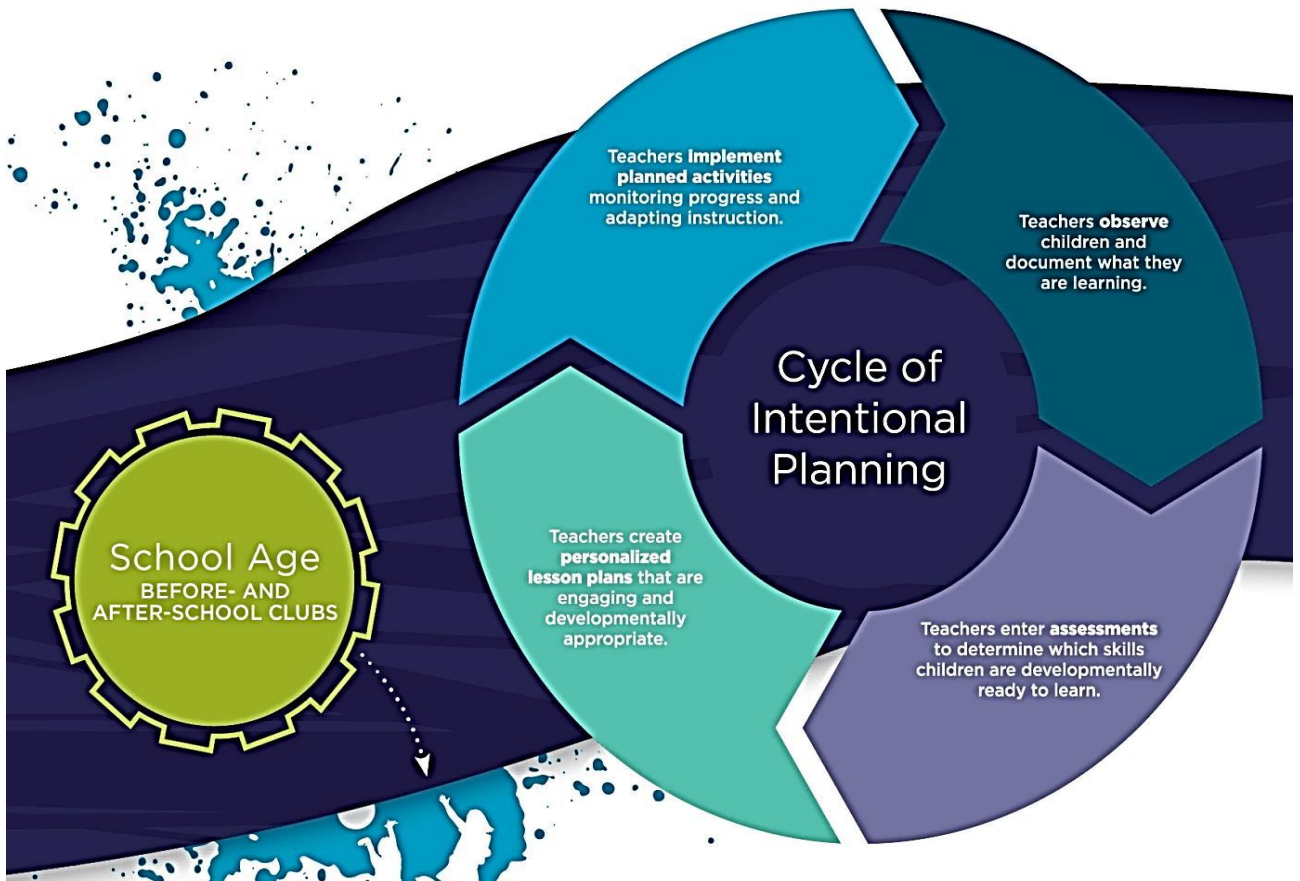 Teachers implement
planned activities
monitoring progress and
adapting instruction.
Teachers observe
children and
document what they
are learning.
Cycle of
Intentional
Planning
School Age
BEFORE- AND
AFTER-SCHOOL CLUBS
Teachers create
personalized
lesson plans that are
engaging and
developmentally
appropriate.
Teachers enter assessments
to determine which skills
children are developmentally
ready to learn.